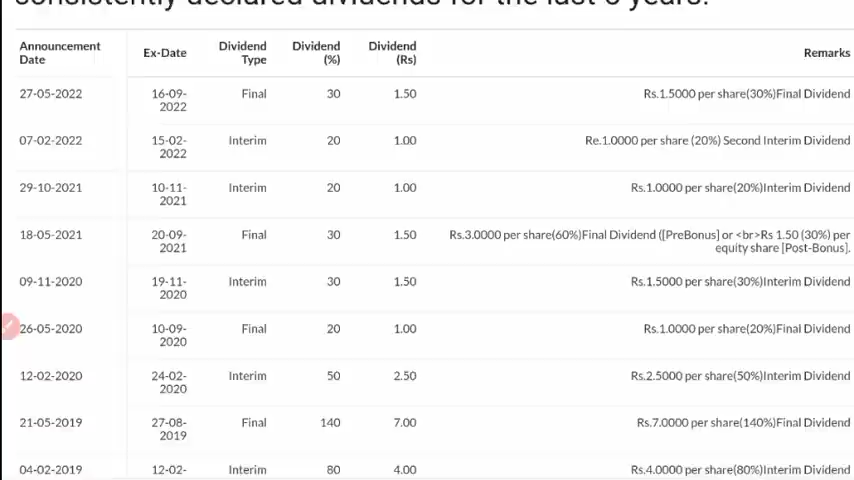 consistently declared dividends for the last 5 years.
Announcement Date Ex-Date Dividend Type Dividend (%) Dividend (Rs) Remarks
27-05-2022 16-09-2022 Final 30 1.50 Rs.1.5000 per share(30%)Final Dividend
07-02-2022 15-02-2022 Interim 20 1.00 Re.1.0000 per share (20%) Second Interim Dividend
29-10-2021 10-11-2021 Interim 20 1.00 Rs.1.0000 per share(20%)Interim Dividend
18-05-2021 20-09-2021 Final 30 1.50 Rs.3.0000 per share(60%)Final Dividend ([PreBonus] or <br>Rs 1.50 (30%) per equity share [Post-Bonus].
09-11-2020 19-11-2020 Interim 30 1.50 Rs.1.5000 per share(30%)Interim Dividend
26-05-2020 10-09-2020 Final 20 1.00 Rs.1.0000 per share(20%)Final Dividend
12-02-2020 24-02-2020 Interim 50 2.50 Rs.2.5000 per share(50%)Interim Dividend
21-05-2019 27-08-2019 Final 140 7.00 Rs.7.0000 per share(140%)Final Dividend
04-02-2019 12-02- Interim 80 4.00 Rs.4.0000 per share(80%)Interim Dividend